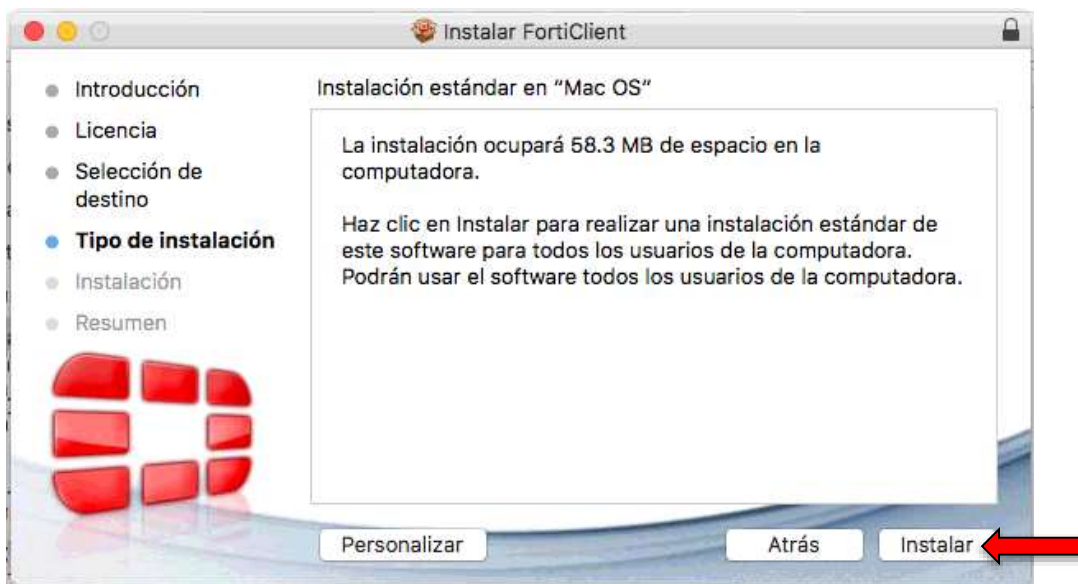 Instalar FortiClient
Introducción
Licencia
Selección de
destino
Tipo de instalación
Instalación
Resumen
Instalación estándar en “Mac OS”
La instalación ocupará 58.3 MB de espacio en la
computadora.
Haz clic en Instalar para realizar una instalación estándar de
este software para todos los usuarios de la computadora.
Podrán usar el software todos los usuarios de la computadora.
Personalizar
Atrás
Instalar